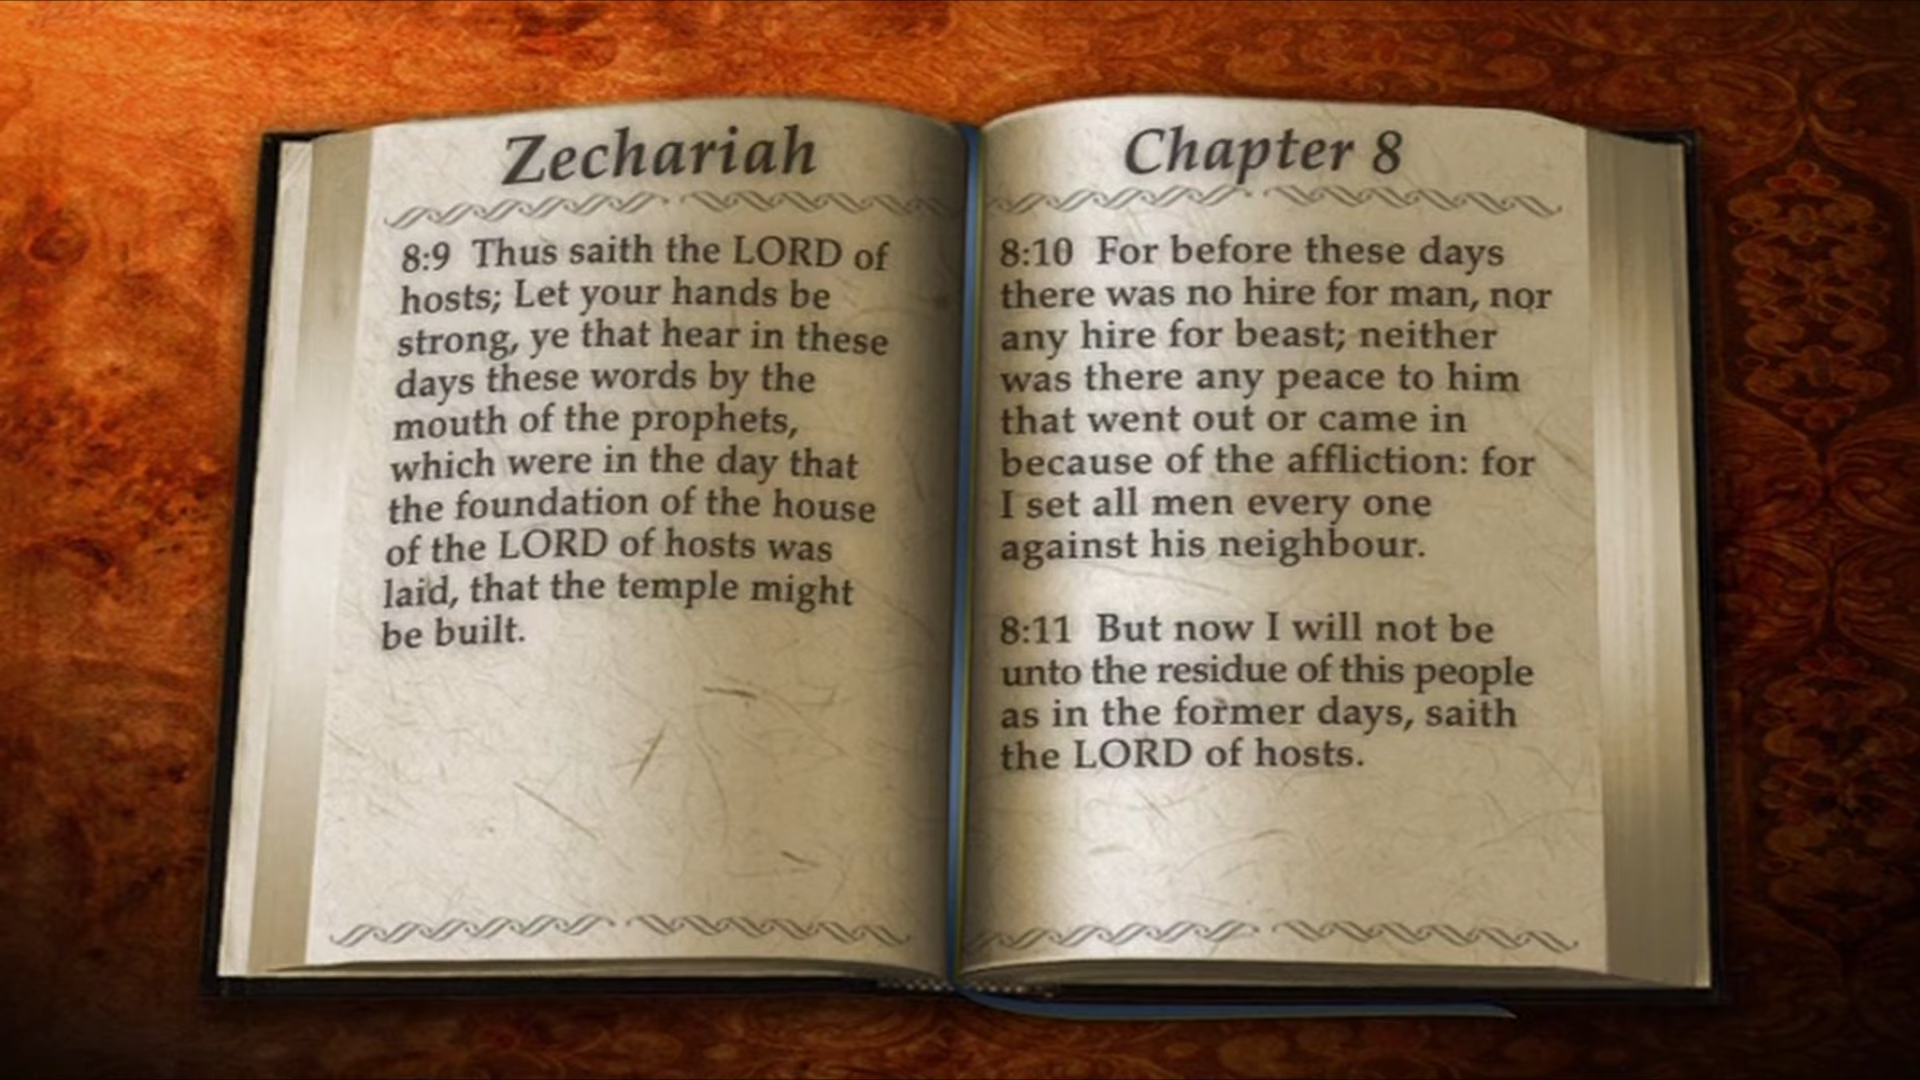 Zechariah
8:9 Thus saith the LORD of
hosts; Let your hands be
strong, ye that hear in these
days these words by the
mouth of the prophets,
which were in the day that
the foundation of the house
of the LORD of hosts was
laid, that the temple might
be built.
Chapter 8
8:10 For before these days
there was no hire for man, nor
any hire for beast; neither
was there any peace to him
that went out or came in
because of the affliction: for
I set all men every one
against his neighbour.
8:11 But now I will not be
unto the residue of this people
as in the former days, saith
the LORD of hosts.